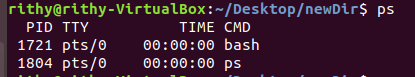 rithy@rithy-VirtualBox:~/Desktop/newDir$ ps
PID TTY TIME CMD
1721 pts/0 00:00:00 bash
1804 pts/0 00:00:00 ps